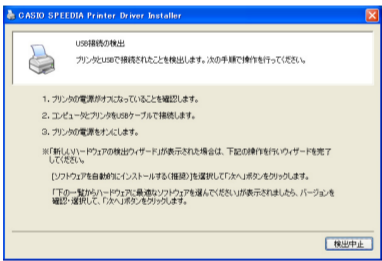 CASIO SPEEDIA Printer Driver Installer
USB接続の検出
プリンタとUSBで接続されたことを検出します。次の手順で操作を行ってください。
1. プリンタの電源がオフになっていることを確認します。
2. コンピュータとプリンタをUSBケーブルで接続します。
3. プリンタの電源をオンにします。
※「新しいハードウェアの検出ウィザード」が表示された場合は、下記の操作を行いウィザードを完了
してください。
[ソフトウェアを自動的にインストールする(推奨)]を選択して「次へ」ボタンをクリックします。
「下の一覧からハードウェアに最適なソフトウェアを選んでください」が表示されましたら、バージョンを
確認・選択して、「次へ」ボタンをクリックします。
検出中止